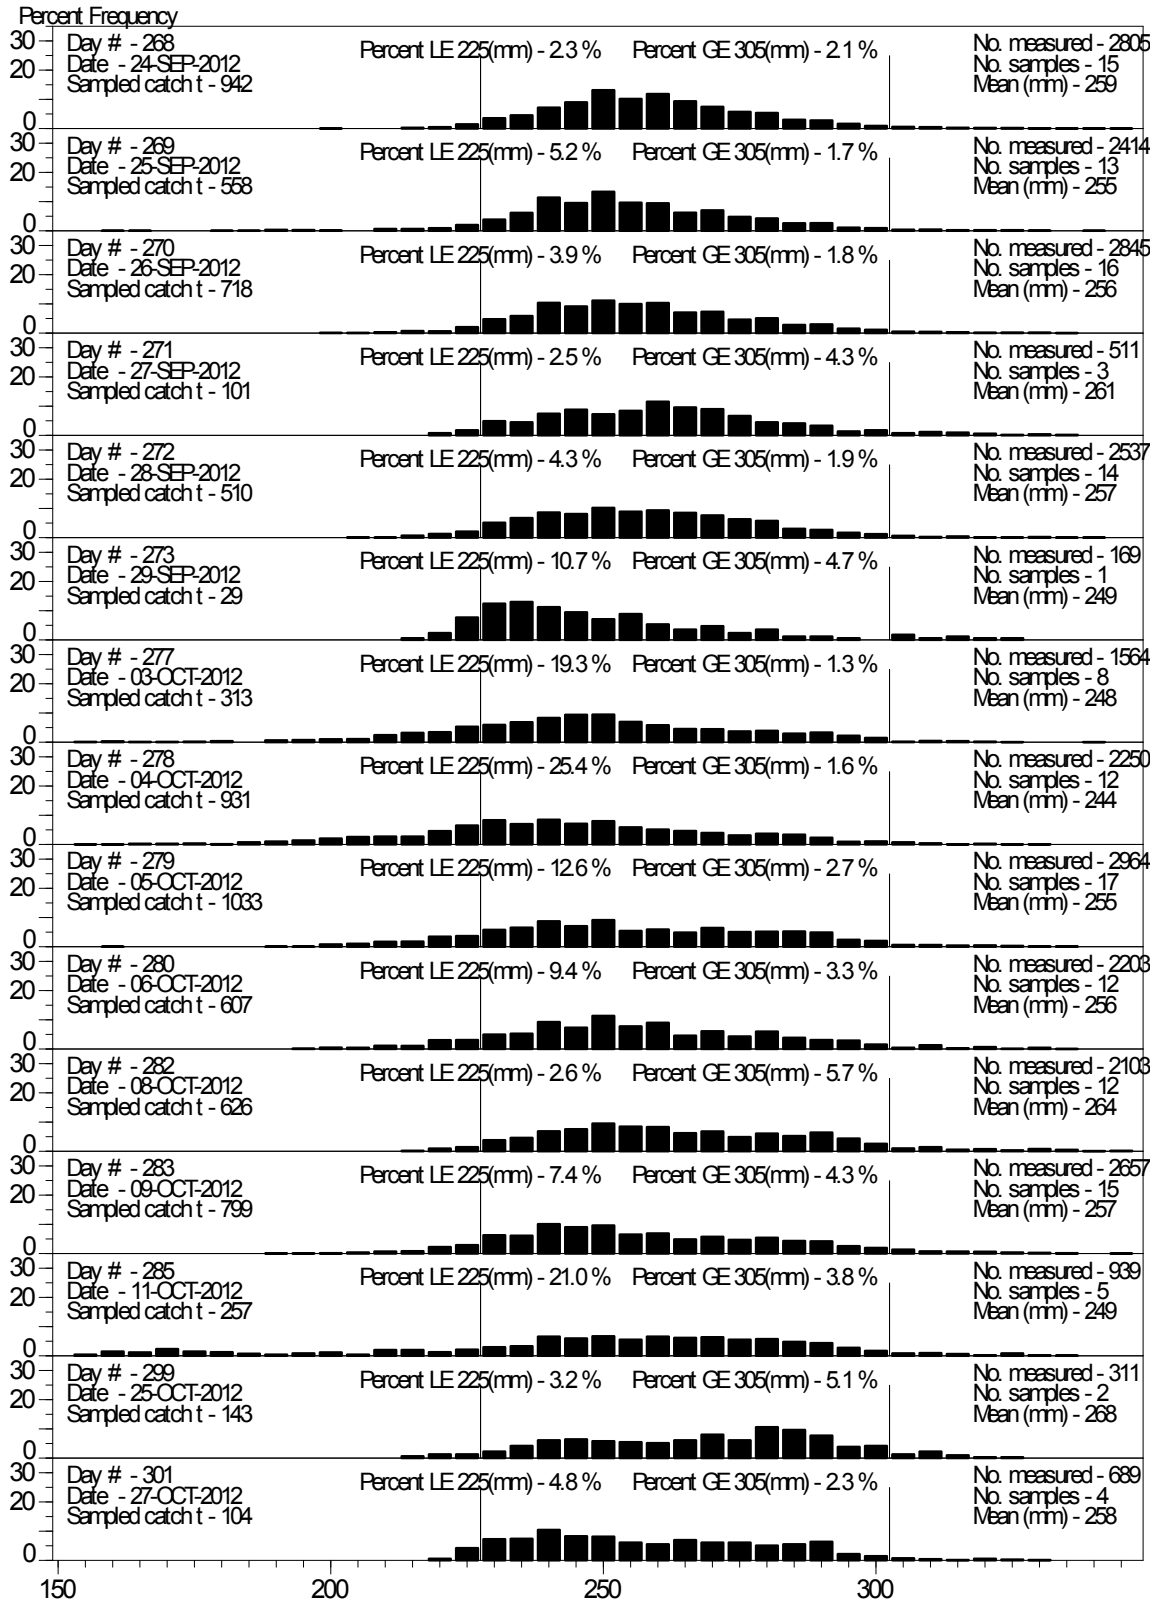 Percent Frequency
30 Day # - 268 Percent LE 225(mm) - 2.3 % Percent GE 305(mm) - 2.1 % No. measured - 2805
Date - 24-SEP-2012 No. samples - 15
20 Sampled catch t - 942 Mean (mm) - 259
0
30 Day # - 269 Percent LE 225(mm) - 5.2 % Percent GE 305(mm) - 1.7 % No. measured - 2414
Date - 25-SEP-2012 No. samples - 13
20 Sampled catch t - 558 Mean (mm) - 255
0
30 Day # - 270 Percent LE 225(mm) - 3.9 % Percent GE 305(mm) - 1.8 % No. measured - 2845
Date - 26-SEP-2012 No. samples - 16
20 Sampled catch t - 718 Mean (mm) - 256
0
30 Day # - 271 Percent LE 225(mm) - 2.5 % Percent GE 305(mm) - 4.3 % No. measured - 511
Date - 27-SEP-2012 No. samples - 3
20 Sampled catch t - 101 Mean (mm) - 261
0
30 Day # - 272 Percent LE 225(mm) - 4.3 % Percent GE 305(mm) - 1.9 % No. measured - 2537
Date - 28-SEP-2012 No. samples - 14
20 Sampled catch t - 510 Mean (mm) - 257
0
30 Day # - 273 Percent LE 225(mm) - 10.7 % Percent GE 305(mm) - 4.7 % No. measured - 169
Date - 29-SEP-2012 No. samples - 1
20 Sampled catch t - 29 Mean (mm) - 249
0
30 Day # - 277 Percent LE 225(mm) - 19.3 % Percent GE 305(mm) - 1.3 % No. measured - 1564
Date - 03-OCT-2012 No. samples - 8
20 Sampled catch t - 313 Mean (mm) - 248
0
30 Day # - 278 Percent LE 225(mm) - 25.4 % Percent GE 305(mm) - 1.6 % No. measured - 2250
Date - 04-OCT-2012 No. samples - 12
20 Sampled catch t - 931 Mean (mm) - 244
0
30 Day # - 279 Percent LE 225(mm) - 12.6 % Percent GE 305(mm) - 2.7 % No. measured - 2964
Date - 05-OCT-2012 No. samples - 17
20 Sampled catch t - 1033 Mean (mm) - 255
0
30 Day # - 280 Percent LE 225(mm) - 9.4 % Percent GE 305(mm) - 3.3 % No. measured - 2203
Date - 06-OCT-2012 No. samples - 12
20 Sampled catch t - 607 Mean (mm) - 256
0
30 Day # - 282 Percent LE 225(mm) - 2.6 % Percent GE 305(mm) - 5.7 % No. measured - 2103
Date - 08-OCT-2012 No. samples - 12
20 Sampled catch t - 626 Mean (mm) - 264
0
30 Day # - 283 Percent LE 225(mm) - 7.4 % Percent GE 305(mm) - 4.3 % No. measured - 2657
Date - 09-OCT-2012 No. samples - 15
20 Sampled catch t - 799 Mean (mm) - 257
0
30 Day # - 285 Percent LE 225(mm) - 21.0 % Percent GE 305(mm) - 3.8 % No. measured - 939
Date - 11-OCT-2012 No. samples - 5
20 Sampled catch t - 257 Mean (mm) - 249
0
30 Day # - 299 Percent LE 225(mm) - 3.2 % Percent GE 305(mm) - 5.1 % No. measured - 311
Date - 25-OCT-2012 No. samples - 2
20 Sampled catch t - 143 Mean (mm) - 268
0
30 Day # - 301 Percent LE 225(mm) - 4.8 % Percent GE 305(mm) - 2.3 % No. measured - 689
Date - 27-OCT-2012 No. samples - 4
20 Sampled catch t - 104 Mean (mm) - 258
0
150 200 250 300